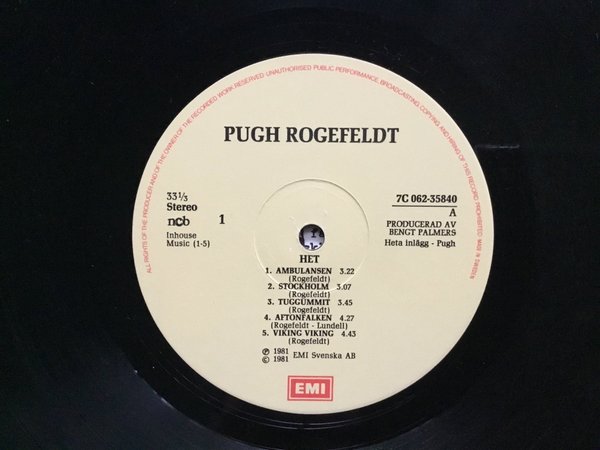 ALL RIGHTS OF THE PRODUCER AND OF THE OWNER OF THE RECORDED WORK RESERVED UNAUTHORISED PUBLIC PERFORMANCE, BROADCASTING, COPYING, AND HIRING OF THIS RECORD PROHIBITED MADE IN SWEDEN
PUGH ROGEFELDT
33 1/3
Stereo
ncb 1
Inhouse
Music (1-5)
7C 062-35840
A
PRODUCERAD AV
BENGT PALMERS
Heta inlägg - Pugh
HET
1. AMBULANSEN 3.22
(Rogefeldt)
2. STOCKHOLM 3.07
(Rogefeldt)
3. TUGGUMMIT 3.45
(Rogefeldt)
4. AFTONFALKEN 4.27
(Rogefeldt - Lundell)
5. VIKING VIKING 4.43
(Rogefeldt)
℗ 1981
© 1981 EMI Svenska AB
EMI